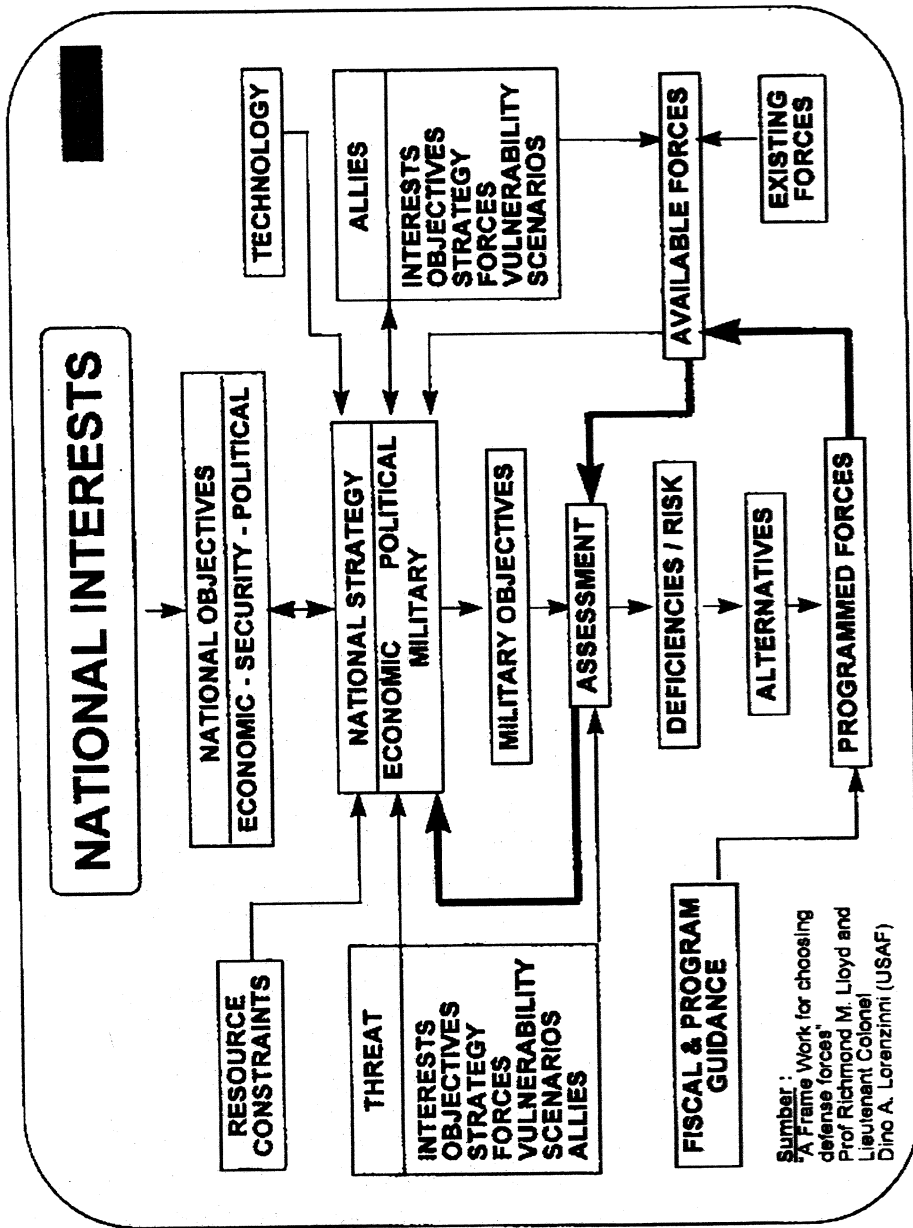 NATIONAL INTERESTS
NATIONAL OBJECTIVES
ECONOMIC - SECURITY - POLITICAL
RESOURCE
CONSTRAINTS
TECHNOLOGY
NATIONAL STRATEGY
ECONOMIC POLITICAL
MILITARY
THREAT
INTERESTS
OBJECTIVES
STRATEGY
FORCES
VULNERABILITY
SCENARIOS
ALLIES
ALLIES
INTERESTS
OBJECTIVES
STRATEGY
FORCES
VULNERABILITY
SCENARIOS
MILITARY OBJECTIVES
ASSESSMENT
DEFICIENCIES / RISK
ALTERNATIVES
PROGRAMMED FORCES
AVAILABLE FORCES
EXISTING
FORCES
FISCAL & PROGRAM
GUIDANCE
Sumber :
"A Frame Work for choosing
defense forces"
Prof Richmond M. Lloyd and
Lieutenant Colonel
Dino A. Lorenzinni (USAF)